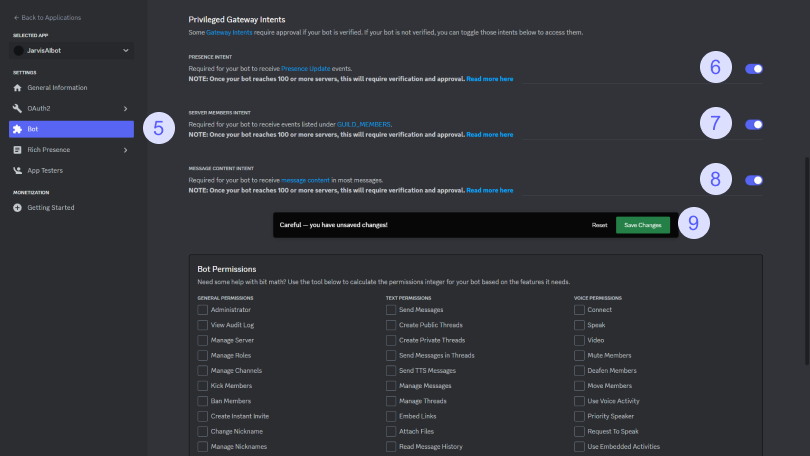 ← Back to Applications
SELECTED APP
JarvisAIbot
SETTINGS
General Information
OAuth2
Bot
Rich Presence
App Testers
MONETIZATION
Getting Started
5
Privileged Gateway Intents
Some Gateway Intents require approval if your bot is verified. If your bot is not verified, you can toggle those intents below to access them.
PRESENCE INTENT
Required for your bot to receive Presence Update events.
NOTE: Once your bot reaches 100 or more servers, this will require verification and approval. Read more here
6
SERVER MEMBERS INTENT
Required for your bot to receive events listed under GUILD_MEMBERS.
NOTE: Once your bot reaches 100 or more servers, this will require verification and approval. Read more here
7
MESSAGE CONTENT INTENT
Required for your bot to receive message content in most messages.
NOTE: Once your bot reaches 100 or more servers, this will require verification and approval. Read more here
8
Careful — you have unsaved changes! Reset Save Changes
9
Bot Permissions
Need some help with bit math? Use the tool below to calculate the permissions integer for your bot based on the features it needs.
GENERAL PERMISSIONS
Administrator
View Audit Log
Manage Server
Manage Roles
Manage Channels
Kick Members
Ban Members
Create Instant Invite
Change Nickname
Manage Nicknames
TEXT PERMISSIONS
Send Messages
Create Public Threads
Create Private Threads
Send Messages in Threads
Send TTS Messages
Manage Messages
Manage Threads
Embed Links
Attach Files
Read Message History
VOICE PERMISSIONS
Connect
Speak
Video
Mute Members
Deafen Members
Move Members
Use Voice Activity
Priority Speaker
Request To Speak
Use Embedded Activities